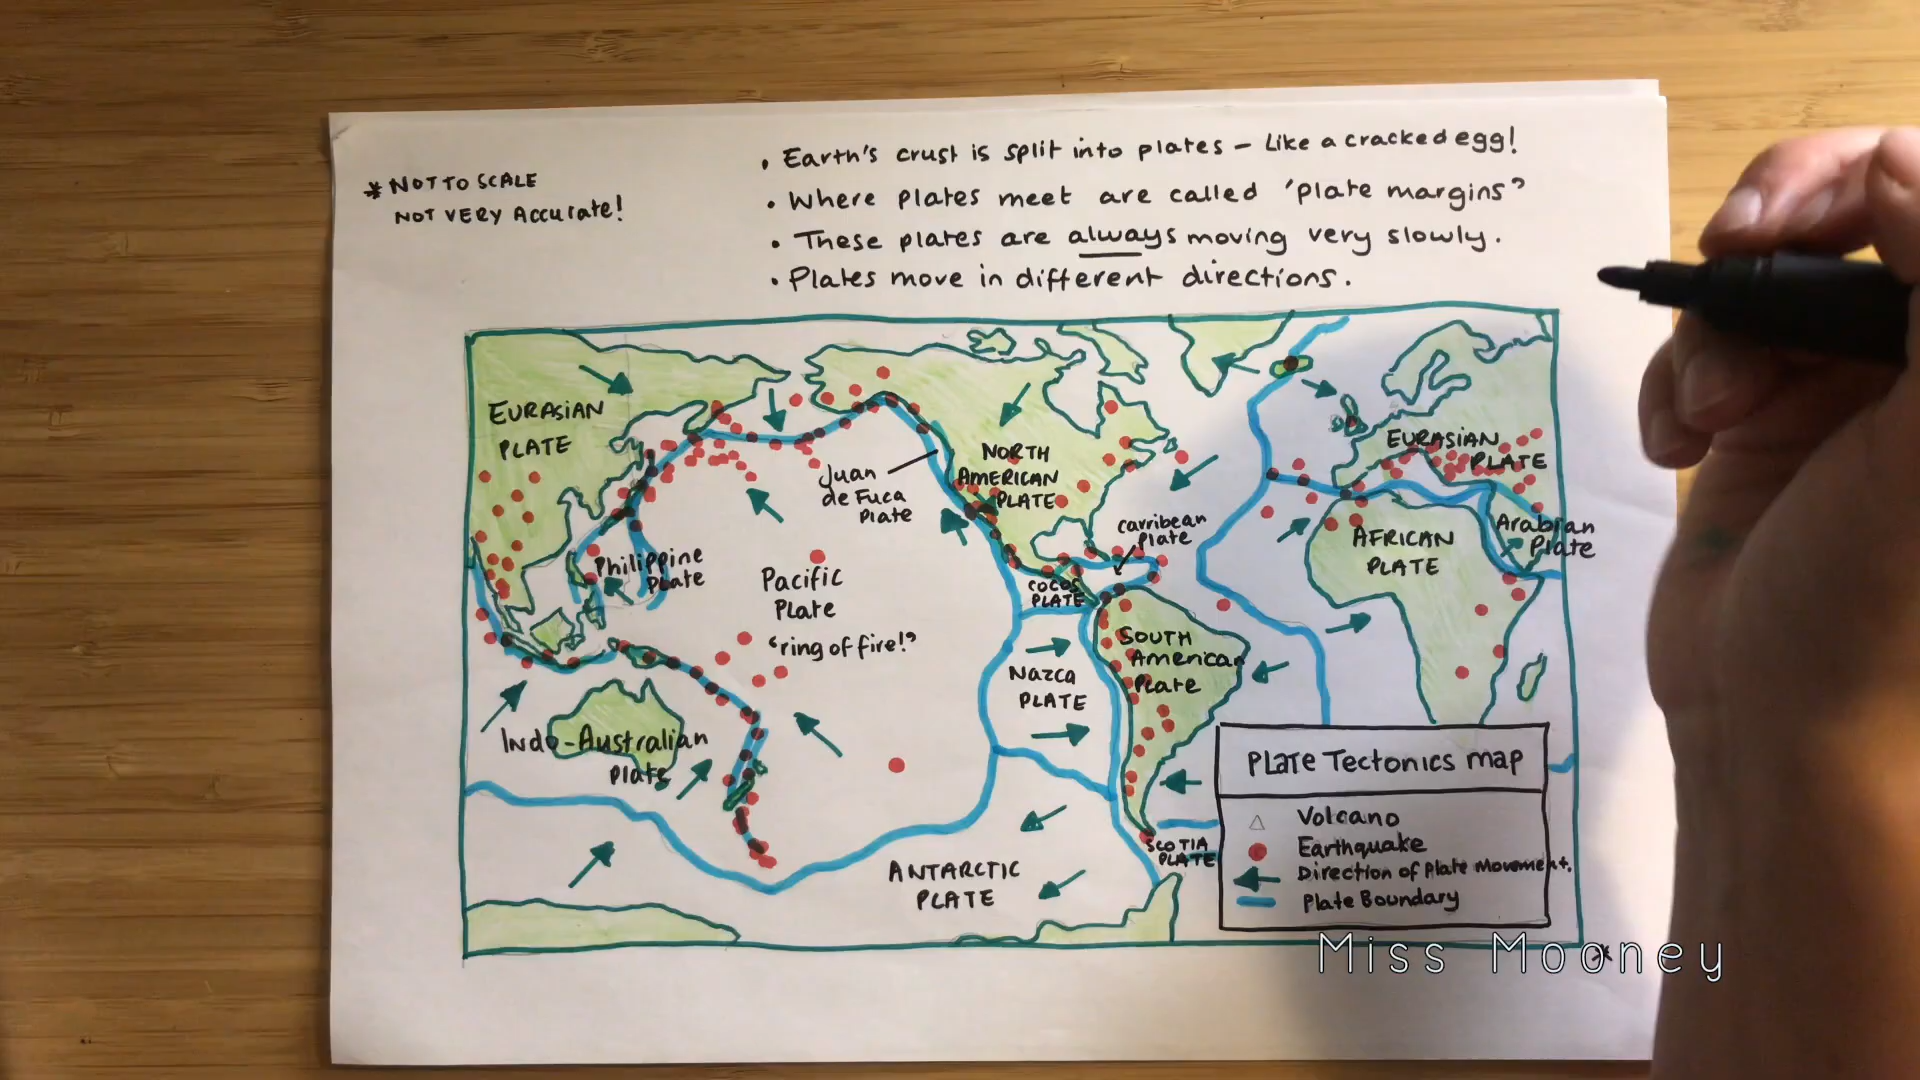 • Earth's crust is split into plates - Like a cracked egg!
* NOT TO SCALE
NOT VERY Accurate!
• Where plates meet are called 'plate margins'
• These plates are always moving very slowly.
• Plates move in different directions.
EURASIAN
PLATE
Juan
de Fuca
Plate
NORTH
AMERICAN
PLATE
EURASIAN
PLATE
Carribean
Plate
AFRICAN
PLATE
Arabian
Plate
Philippine
Plate
Pacific
Plate
'ring of fire!'
COCOS
PLATE
NAZCA
PLATE
SOUTH
American
Plate
Indo-Australian
Plate
ANTARCTIC
PLATE
SCOTIA
PLATE
Plate Tectonics map
Volcano
Earthquake
Direction of Plate Movement.
Plate Boundary
Miss Mooney
*